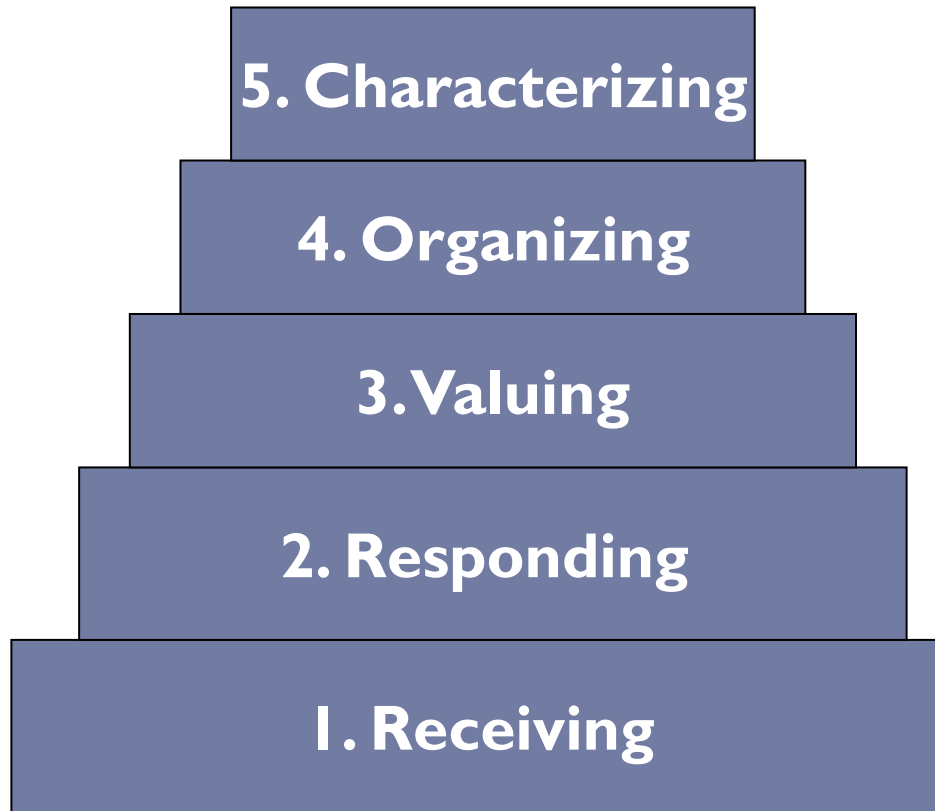 5. Characterizing
4. Organizing
3. Valuing
2. Responding
1. Receiving